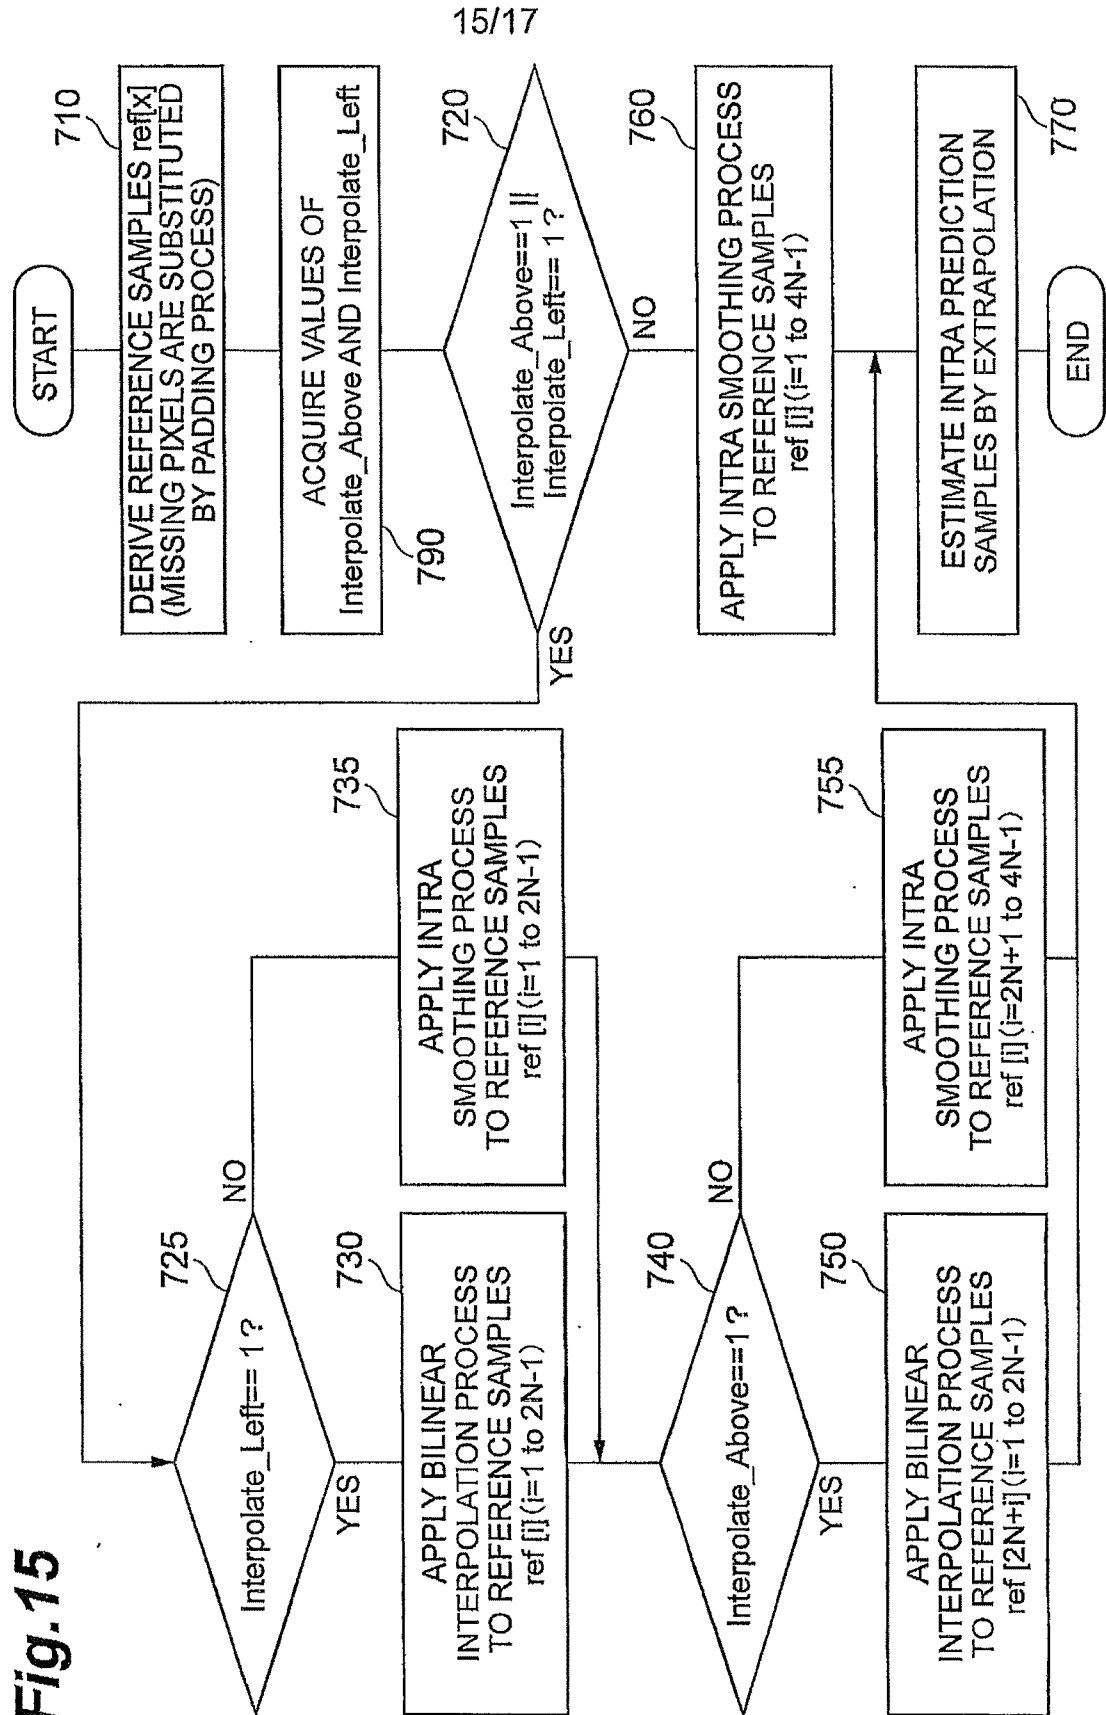 15/17
Fig.15
START
710
DERIVE REFERENCE SAMPLES ref[x]
(MISSING PIXELS ARE SUBSTITUTED
BY PADDING PROCESS)
ACQUIRE VALUES OF
Interpolate_Above AND Interpolate_Left
790
720
Interpolate_Above==1 ||
Interpolate_Left== 1 ?
YES
NO
725
Interpolate_Left== 1 ?
YES
NO
730
APPLY BILINEAR
INTERPOLATION PROCESS
TO REFERENCE SAMPLES
ref [i](i=1 to 2N-1)
735
APPLY INTRA
SMOOTHING PROCESS
TO REFERENCE SAMPLES
ref [i](i=1 to 2N-1)
740
Interpolate_Above==1 ?
YES
NO
750
APPLY BILINEAR
INTERPOLATION PROCESS
TO REFERENCE SAMPLES
ref [2N+i](i=1 to 2N-1)
755
APPLY INTRA
SMOOTHING PROCESS
TO REFERENCE SAMPLES
ref [i](i=2N+1 to 4N-1)
760
APPLY INTRA SMOOTHING PROCESS
TO REFERENCE SAMPLES
ref [i](i=1 to 4N-1)
ESTIMATE INTRA PREDICTION
SAMPLES BY EXTRAPOLATION
770
END